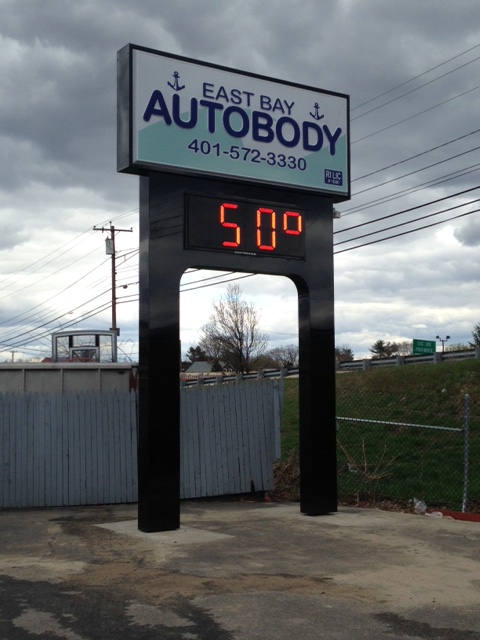 EAST BAY
AUTOBODY
401-572-3330
RI LIC
50°